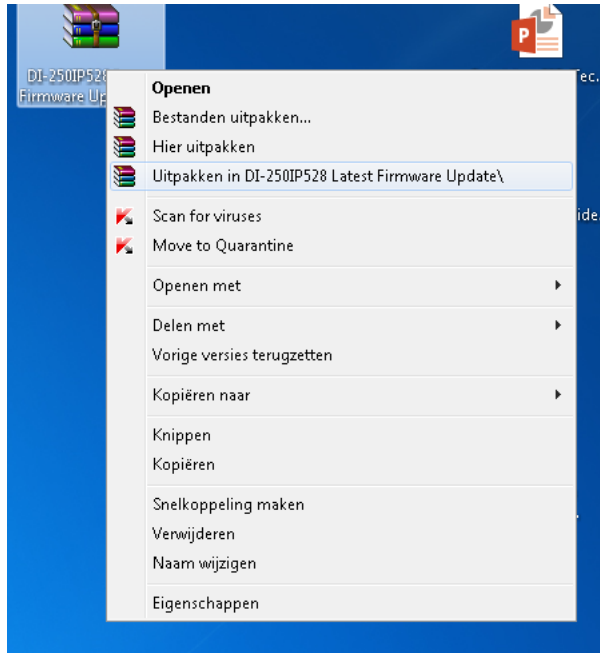 DI-250IP528
Firmware Up
ec.
ide.
Openen
Bestanden uitpakken...
Hier uitpakken
Uitpakken in DI-250IP528 Latest Firmware Update\
Scan for viruses
Move to Quarantine
Openen met
Delen met
Vorige versies terugzetten
Kopiëren naar
Knippen
Kopiëren
Snelkoppeling maken
Verwijderen
Naam wijzigen
Eigenschappen